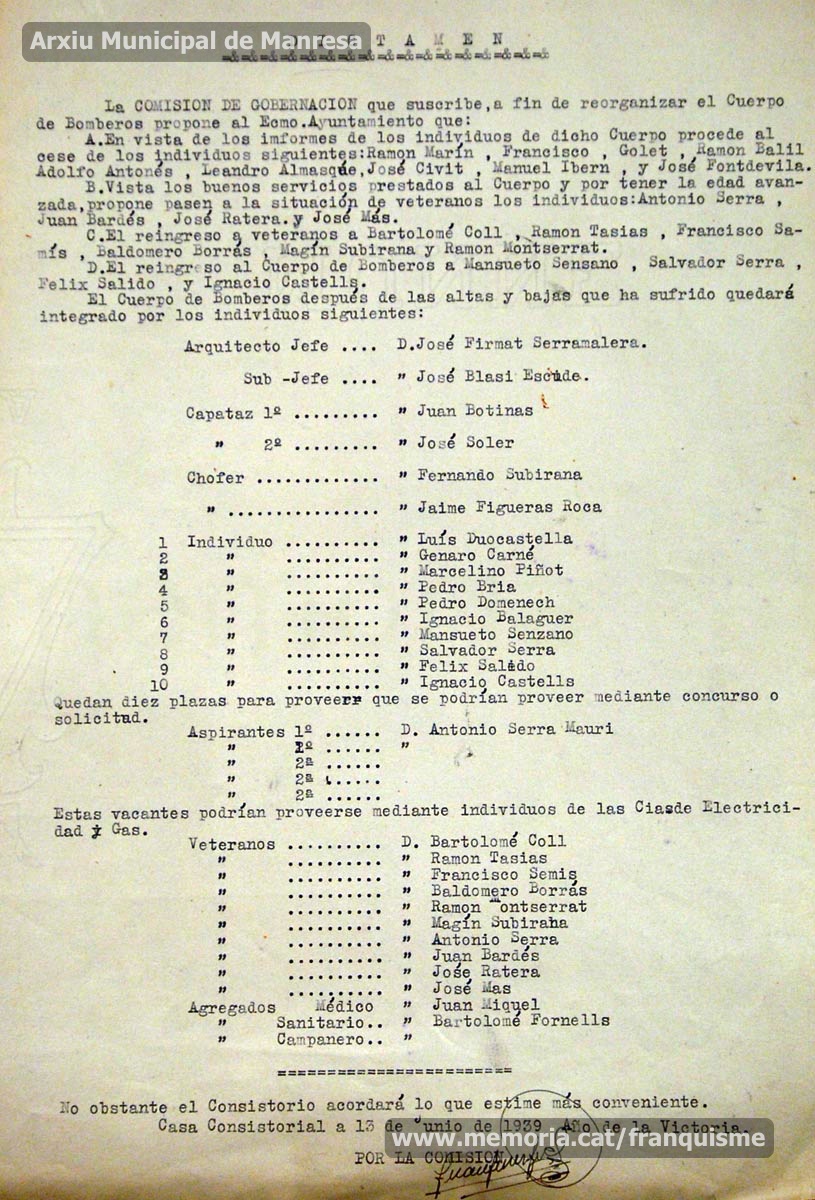 Arxiu Municipal de Manresa
D I C T A M E N
=&=&=&=&=&=&=&=&=&=&=&=&=&=&=&=&=&
La COMISION DE GOBERNACION que suscribe,a fin de reorganizar el Cuerpo
de Bomberos propone al Ecmo.Ayuntamiento que:
A.En vista de los imformes de los individuos de dicho Cuerpo procede al
cese de los individuos siguientes:Ramon Marín , Francisco , Golet , Ramon Balil
Adolfo Antonés , Leandro Almasqué,José Civit , Manuel Ibern , y José Fontdevila.
B.Vista los buenos servicios prestados al Cuerpo y por tener la edad avan-
zada,propone pasen a la situación de veteranos los individuos:Antonio Serra ,
Juan Bardés , José Ratera.y José Más.
C.El reingreso a veteranos a Bartolomé Coll , Ramon Tasias , Francisco Sa-
mís , Baldomero Borrás , Magín Subirana y Ramon Montserrat.
D.El reingreso al Cuerpo de Bomberos a Mansueto Sensano , Salvador Serra ,
Felix Salido , y Ignacio Castells.
El Cuerpo de Bomberos después de las altas y bajas que ha sufrido quedará
integrado por los individuos siguientes:
Arquitecto Jefe .... D.José Firmat Serramalera.
Sub -Jefe .... " José Blasi Escude.
Capataz 1º ......... " Juan Botinas
" 2º ......... " José Soler
Chofer ............. " Fernando Subirana
" ................ " Jaime Figueras Roca
1 Individuo .......... " Luís Duocastella
2 " .......... " Genaro Carné
3 " .......... " Marcelino Piñot
4 " .......... " Pedro Bria
5 " .......... " Pedro Domenech
6 " .......... " Ignacio Balaguer
7 " .......... " Mansueto Senzano
8 " .......... " Salvador Serra
9 " .......... " Felix Salido
10 " .......... " Ignacio Castells
Quedan diez plazas para proveerr que se podrían proveer mediante concurso o
solicitud.
Aspirantes 1º ...... D. Antonio Serra Mauri
" 1º ...... "
" 2ª ......
" 2ª ......
" 2ª ......
Estas vacantes podrían proveerse mediante individuos de las Ciasde Electrici-
dad y Gas.
Veteranos .......... D. Bartolomé Coll
" .......... " Ramon Tasias
" .......... " Francisco Semis
" .......... " Baldomero Borrás
" .......... " Ramon Montserrat
" .......... " Magín Subirana
" .......... " Antonio Serra
" .......... " Juan Bardés
" .......... " Jose Ratera
" .......... " José Mas
Agregados Médico " Juan Miquel
" Sanitario.. " Bartolomé Fornells
" Campanero.. "
========================
No obstante el Consistorio acordará lo que estime más conveniente.
Casa Consistorial a 13 de Junio de 1939 Año de la Victoria.
www.memoria.cat/franquisme
POR LA COMISION